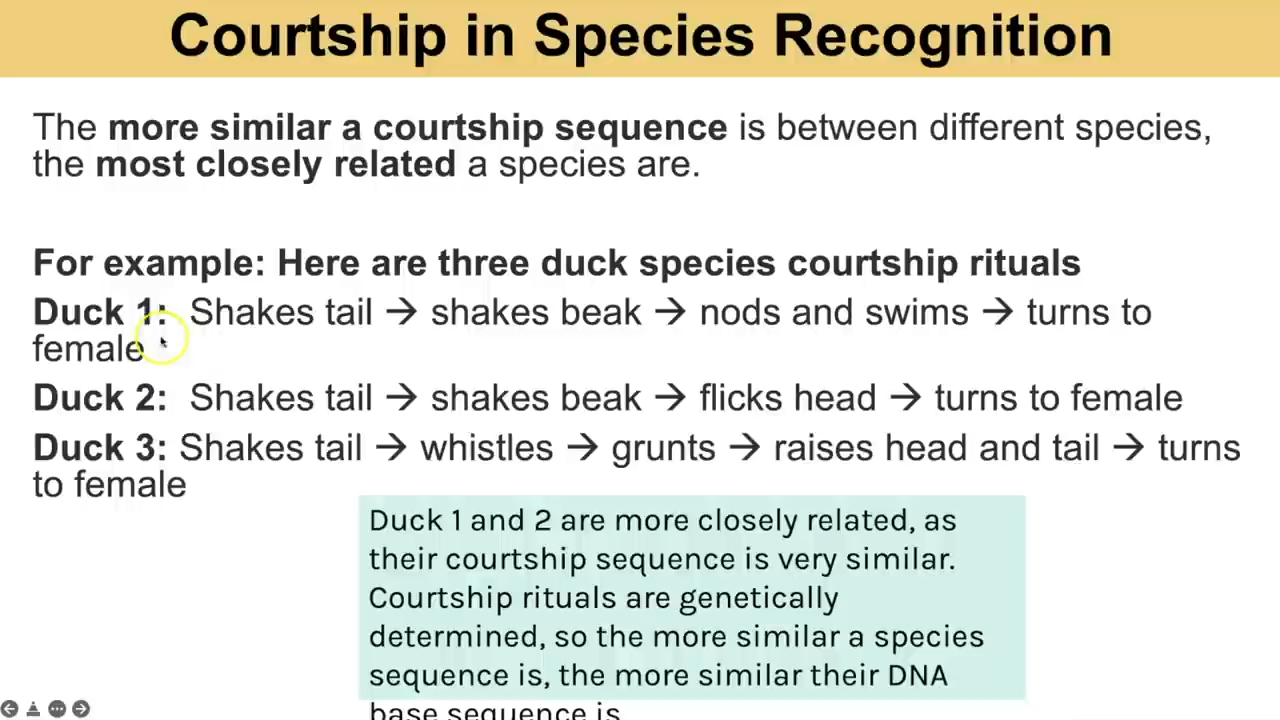 Courtship in Species Recognition
The more similar a courtship sequence is between different species,
the most closely related a species are.
For example: Here are three duck species courtship rituals
Duck 1: Shakes tail → shakes beak → nods and swims → turns to
female
Duck 2: Shakes tail → shakes beak → flicks head → turns to female
Duck 3: Shakes tail → whistles → grunts → raises head and tail → turns
to female
Duck 1 and 2 are more closely related, as
their courtship sequence is very similar.
Courtship rituals are genetically
determined, so the more similar a species
sequence is, the more similar their DNA
base sequence is